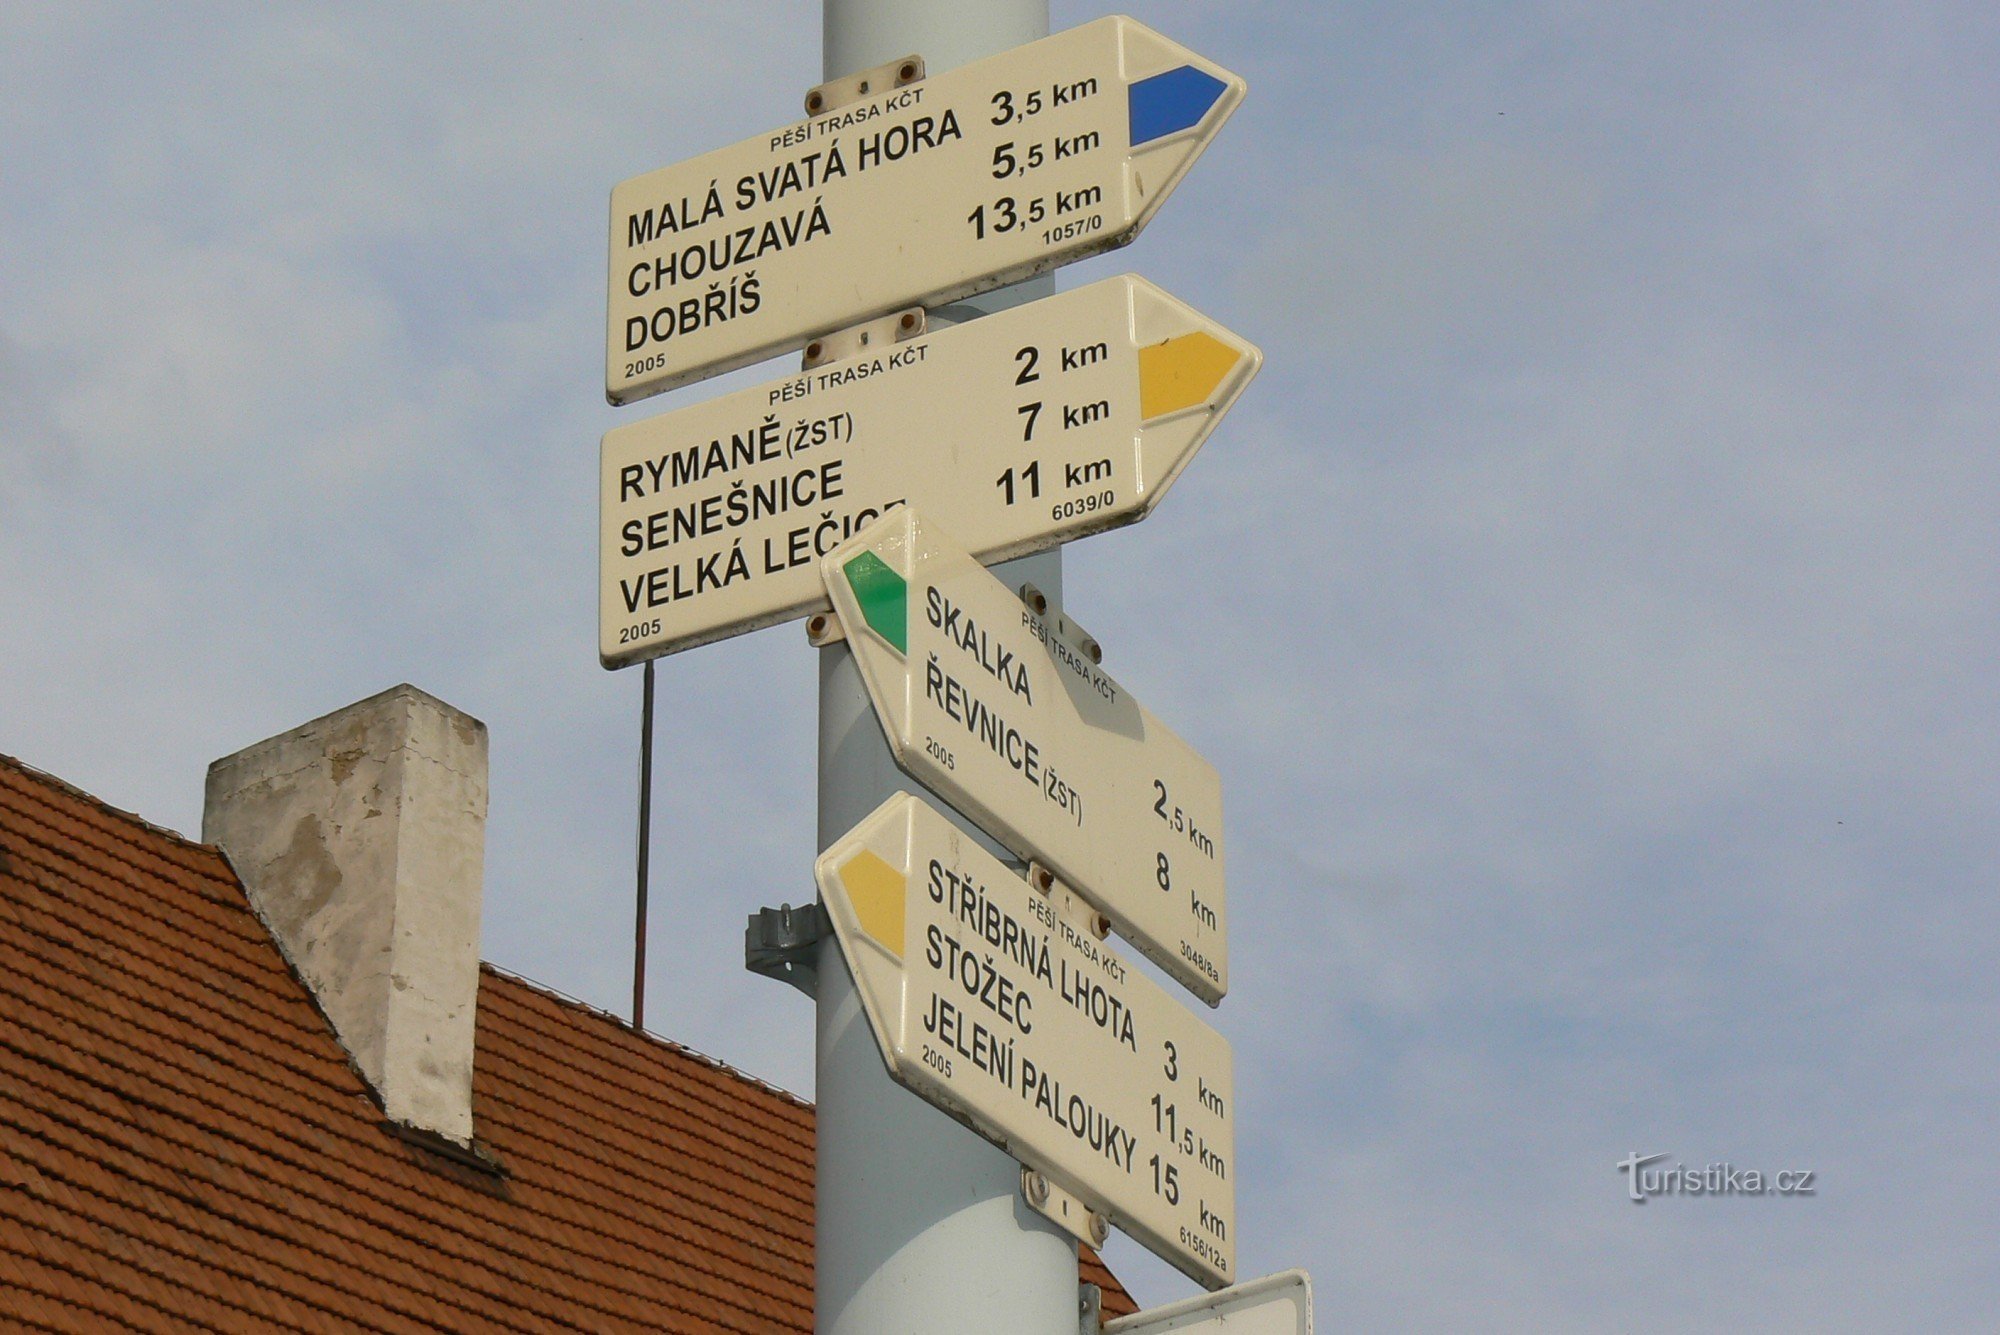 PĚŠÍ TRASA KČT
MALÁ SVATÁ HORA 3,5 km
CHOUZAVÁ 5,5 km
DOBŘÍŠ 13,5 km
2005 1057/0
PĚŠÍ TRASA KČT
RYMANĚ (ŽST) 2 km
SENEŠNICE 7 km
VELKÁ LEČICE 11 km
2005 6039/0
PĚŠÍ TRASA KČT
SKALKA 2,5 km
ŘEVNICE (ŽST) 8 km
2005 3048/8a
PĚŠÍ TRASA KČT
STŘÍBRNÁ LHOTA 3 km
STOŽEC 11,5 km
JELENÍ PALOUKY 15 km
2005 6156/12a
Turistika.cz